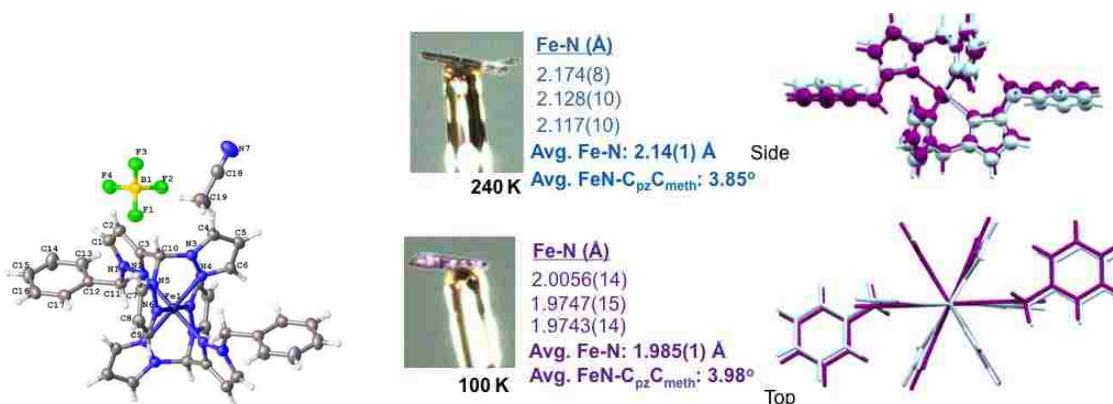 Fe-N (Å)
2.174(8)
2.128(10)
2.117(10)
Avg. Fe-N: 2.14(1) Å
Avg. FeN-CpzCmeth: 3.85º
240 K
Side
Fe-N (Å)
2.0056(14)
1.9747(15)
1.9743(14)
Avg. Fe-N: 1.985(1) Å
Avg. FeN-CpzCmeth: 3.98º
100 K
Top
N7
F3
C18
F4
B1
F2
C19
F1
C2
C4
C5
C1
C3
C10
N3
C14
C13
N4
C6
C15
N1
N5
C16
C12
C11
C7
N6
Fe1
C17
C8
C9